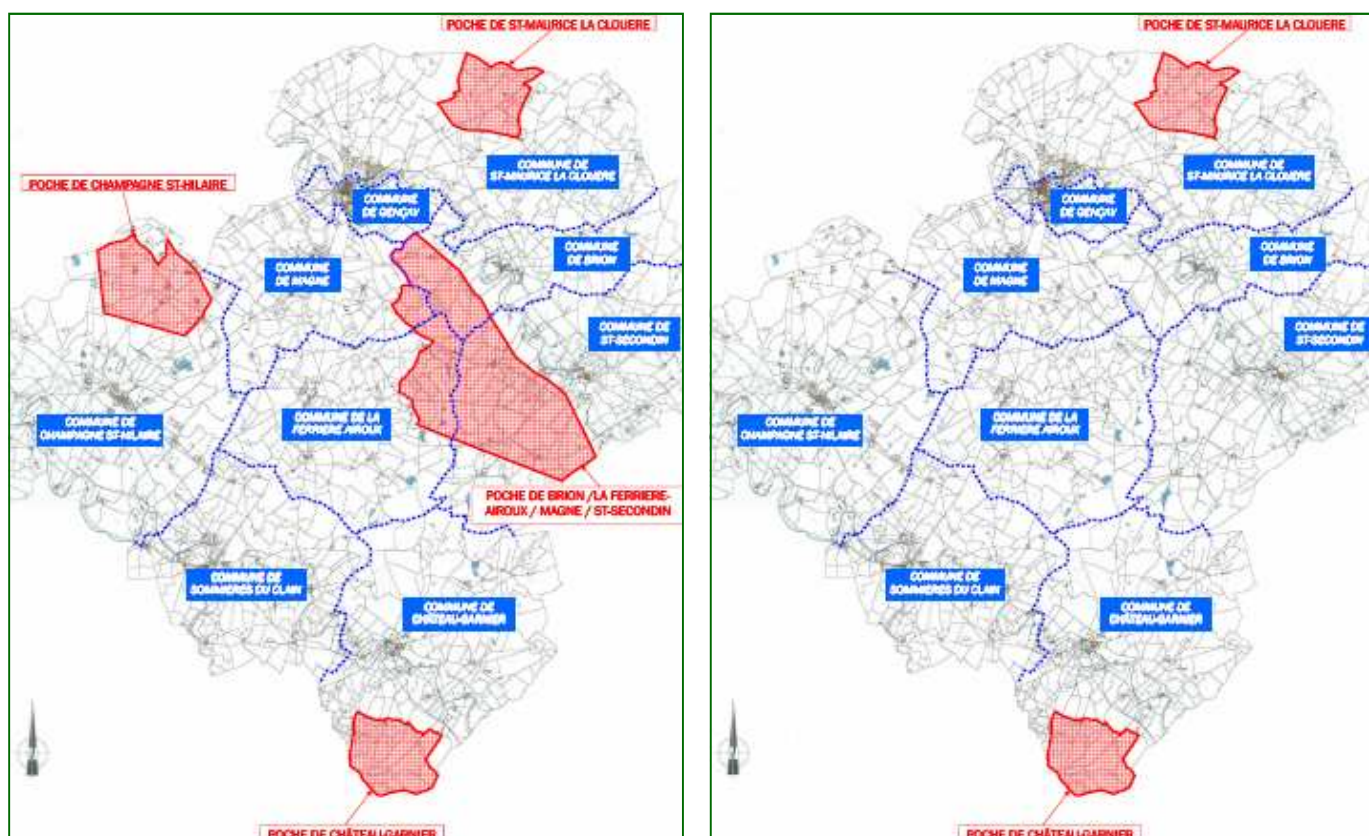 POCHE DE ST-MAURICE LA CLOUERE
COMMUNE DE
ST-MAURICE LA CLOUERE
POCHE DE CHAMPAGNE ST-HILAIRE
COMMUNE
DE GENÇAY
COMMUNE
DE BRION
COMMUNE
DE MAGNE
COMMUNE DE
ST-SECONDIN
COMMUNE DE
CHAMPAGNE ST-HILAIRE
COMMUNE DE LA
FERRIERE AIROUX
POCHE DE BRION /LA FERRIERE-
AIROUX / MAGNE / ST-SECONDIN
COMMUNE DE
SOMMIERES DU CLAIN
COMMUNE DE
CHÂTEAU-GARNIER
POCHE DE CHÂTEAU-GARNIER
POCHE DE ST-MAURICE LA CLOUERE
COMMUNE DE
ST-MAURICE LA CLOUERE
COMMUNE
DE GENÇAY
COMMUNE
DE BRION
COMMUNE
DE MAGNE
COMMUNE DE
ST-SECONDIN
COMMUNE DE
CHAMPAGNE ST-HILAIRE
COMMUNE DE LA
FERRIERE AIROUX
COMMUNE DE
SOMMIERES DU CLAIN
COMMUNE DE
CHÂTEAU-GARNIER
POCHE DE CHÂTEAU-GARNIER